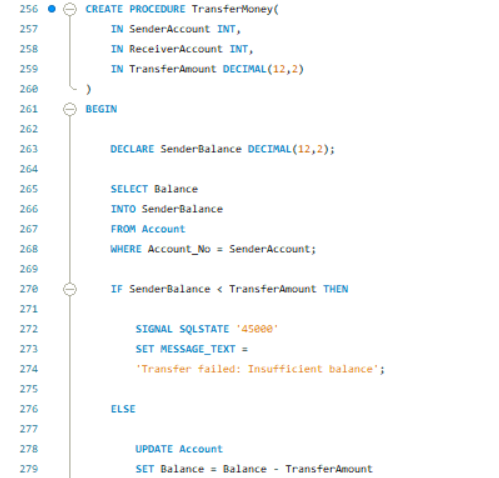 256 CREATE PROCEDURE TransferMoney(
257 IN SenderAccount INT,
258 IN ReceiverAccount INT,
259 IN TransferAmount DECIMAL(12,2)
260 )
261 BEGIN
262
263 DECLARE SenderBalance DECIMAL(12,2);
264
265 SELECT Balance
266 INTO SenderBalance
267 FROM Account
268 WHERE Account_No = SenderAccount;
269
270 IF SenderBalance < TransferAmount THEN
271
272 SIGNAL SQLSTATE '45000'
273 SET MESSAGE_TEXT =
274 'Transfer failed: Insufficient balance';
275
276 ELSE
277
278 UPDATE Account
279 SET Balance = Balance - TransferAmount